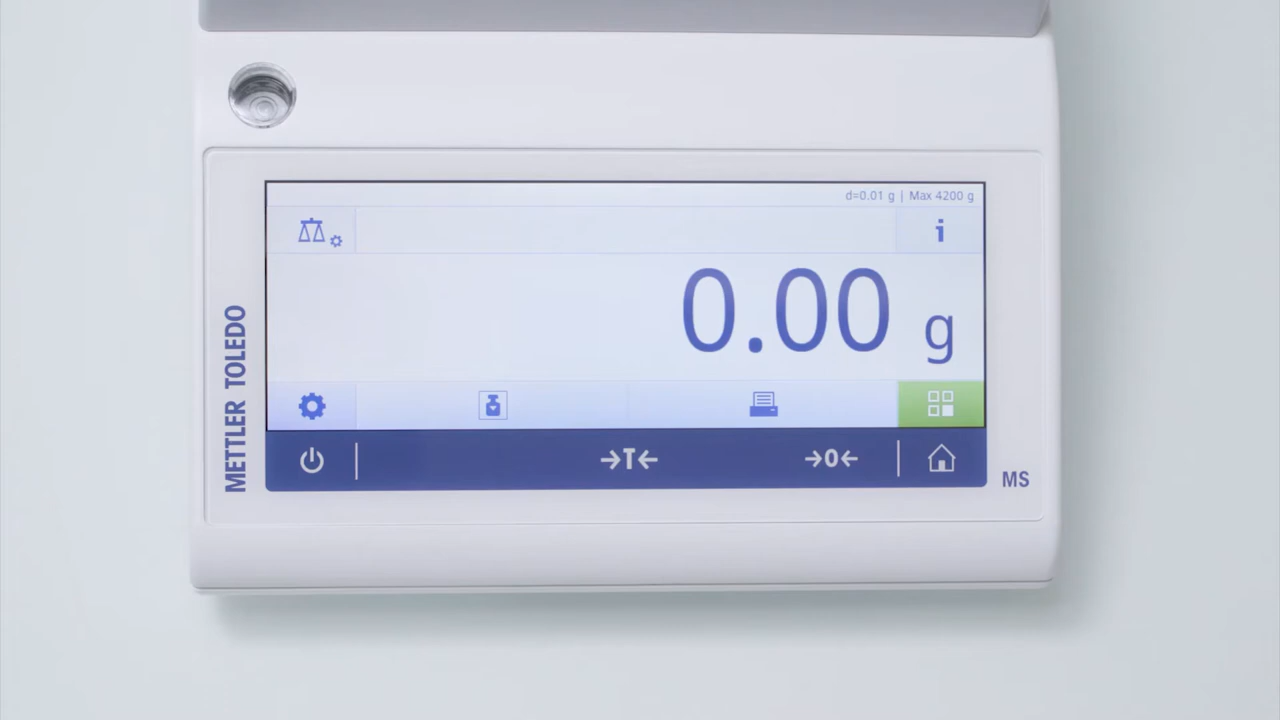 d=0.01 g | Max 4200 g
i
0.00 g
→T←
→0←
METTLER TOLEDO
MS